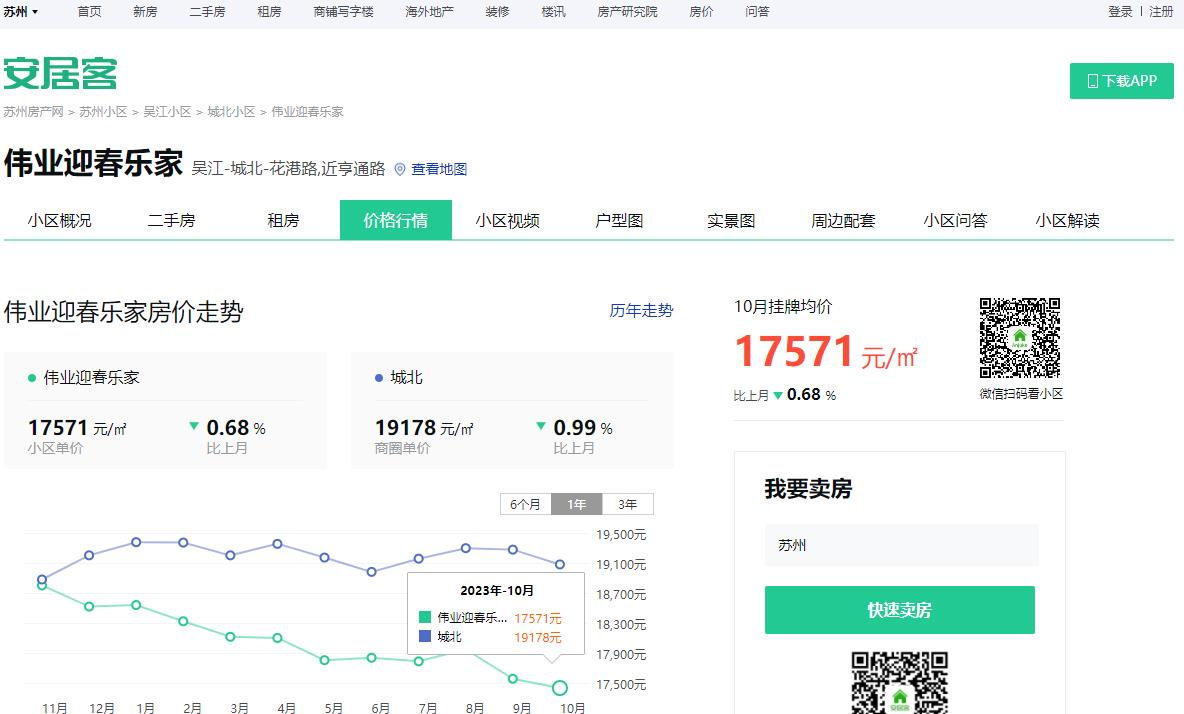 苏州 首页 新房 二手房 租房 商铺写字楼 海外地产 装修 楼讯 房产研究院 房价 问答 登录 | 注册
安居客
下载APP
苏州房产网 > 苏州小区 > 吴江小区 > 城北小区 > 伟业迎春乐家
伟业迎春乐家 吴江-城北-花港路,近亨通路 查看地图
小区概况 二手房 租房 价格行情 小区视频 户型图 实景图 周边配套 小区问答 小区解读
伟业迎春乐家房价走势 历年走势
伟业迎春乐家
17571 元/㎡ 0.68 %
小区单价 比上月
城北
19178 元/㎡ 0.99 %
商圈单价 比上月
6个月 1年 3年
19,500元
19,100元
18,700元
18,300元
17,900元
17,500元
2023年-10月
伟业迎春乐... 17571元
城北 19178元
11月 12月 1月 2月 3月 4月 5月 6月 7月 8月 9月 10月
10月挂牌均价
17571 元/㎡
比上月 0.68 %
Anjuke
微信扫码看小区
我要卖房
苏州
快速卖房
安居客